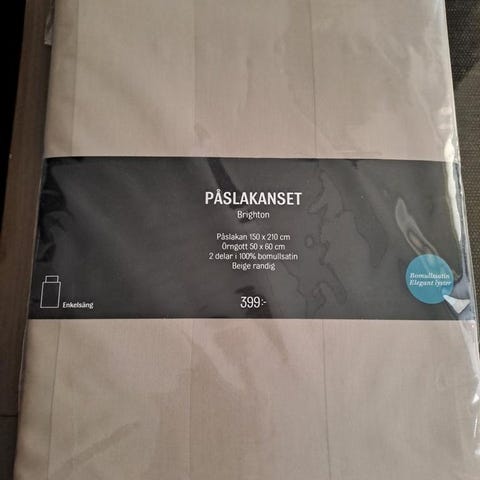 PÅSLAKANSET
Brighton
Påslakan 150 x 210 cm
Örngott 50 x 60 cm
2 delar i 100% bomullsatin
Beige randig
Bomullssatin
Elegant lyster
Enkelsäng
399:-